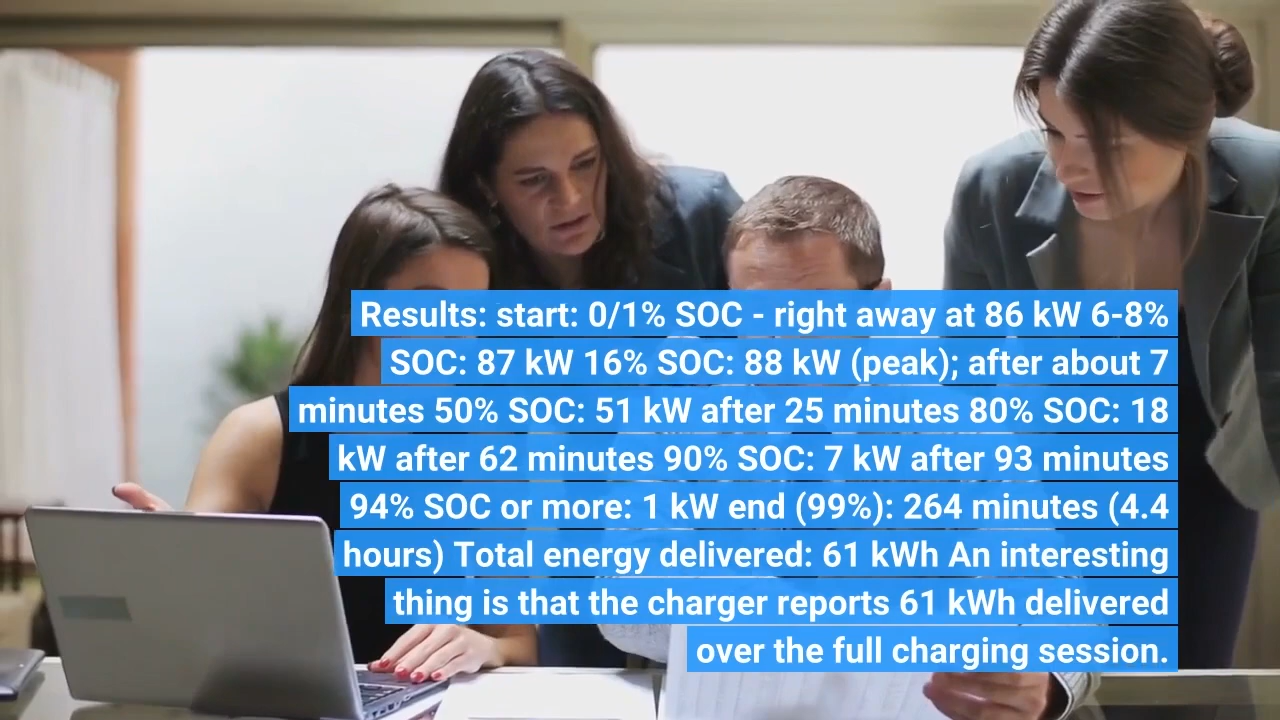 Results: start: 0/1% SOC - right away at 86 kW 6-8%
SOC: 87 kW 16% SOC: 88 kW (peak); after about 7
minutes 50% SOC: 51 kW after 25 minutes 80% SOC: 18
kW after 62 minutes 90% SOC: 7 kW after 93 minutes
94% SOC or more: 1 kW end (99%): 264 minutes (4.4
hours) Total energy delivered: 61 kWh An interesting
thing is that the charger reports 61 kWh delivered
over the full charging session.